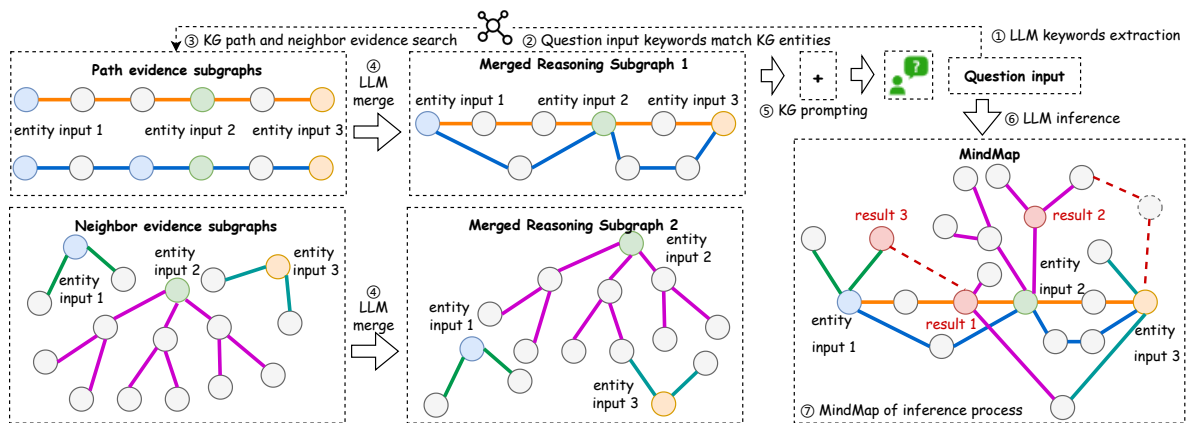 ③ KG path and neighbor evidence search
② Question input keywords match KG entities
① LLM keywords extraction
Path evidence subgraphs
entity input 1
entity input 2
entity input 3
④
LLM
merge
Merged Reasoning Subgraph 1
entity input 1
entity input 2
entity input 3
+
⑤ KG prompting
?
Question input
⑥ LLM inference
Neighbor evidence subgraphs
entity
input 1
entity
input 2
entity
input 3
④
LLM
merge
Merged Reasoning Subgraph 2
entity
input 1
entity
input 2
entity
input 3
MindMap
result 3
result 2
entity
input 2
result 1
entity
input 1
entity
input 3
⑦ MindMap of inference process